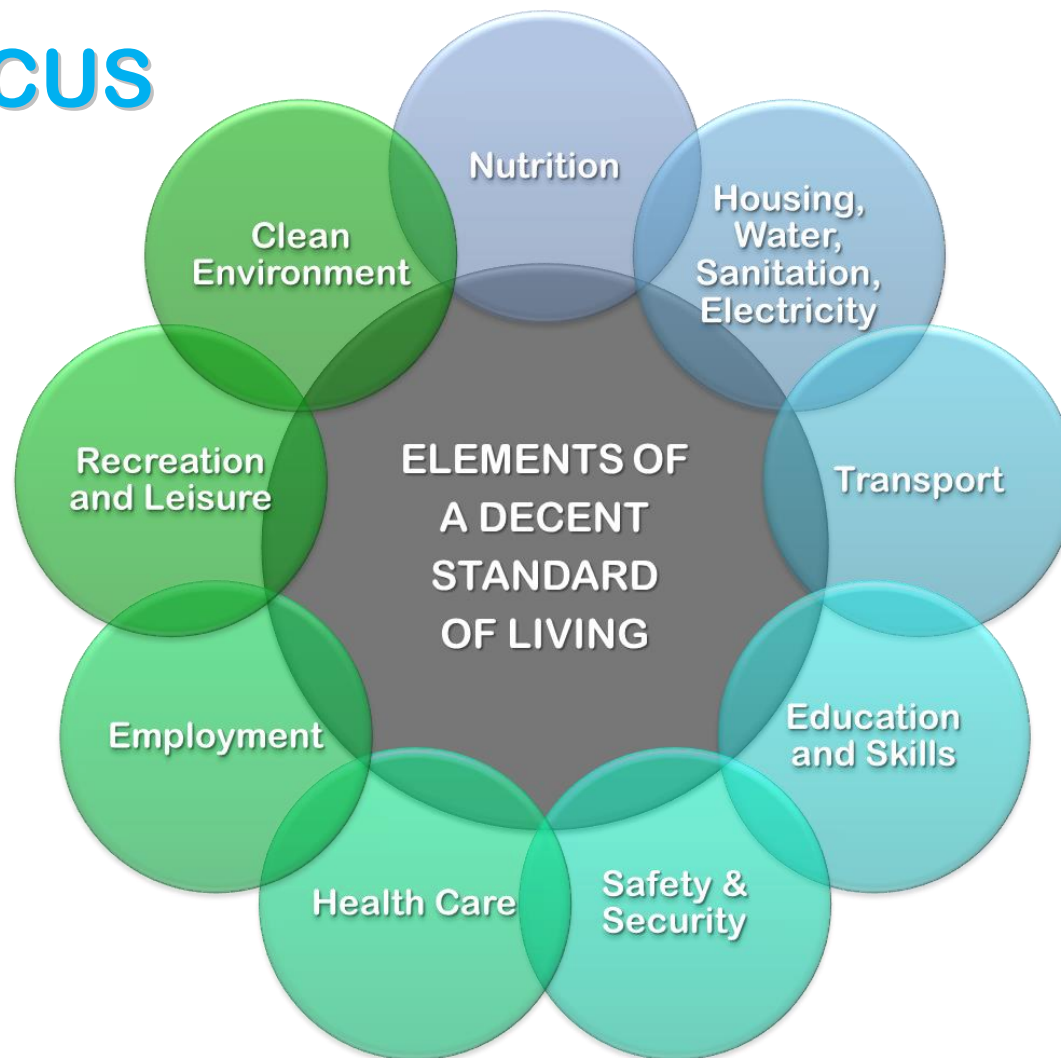 CUS
Nutrition
Housing,
Water,
Sanitation,
Electricity
Transport
Education
and Skills
Safety &
Security
Health Care
Employment
Recreation
and Leisure
Clean
Environment
ELEMENTS OF
A DECENT
STANDARD
OF LIVING